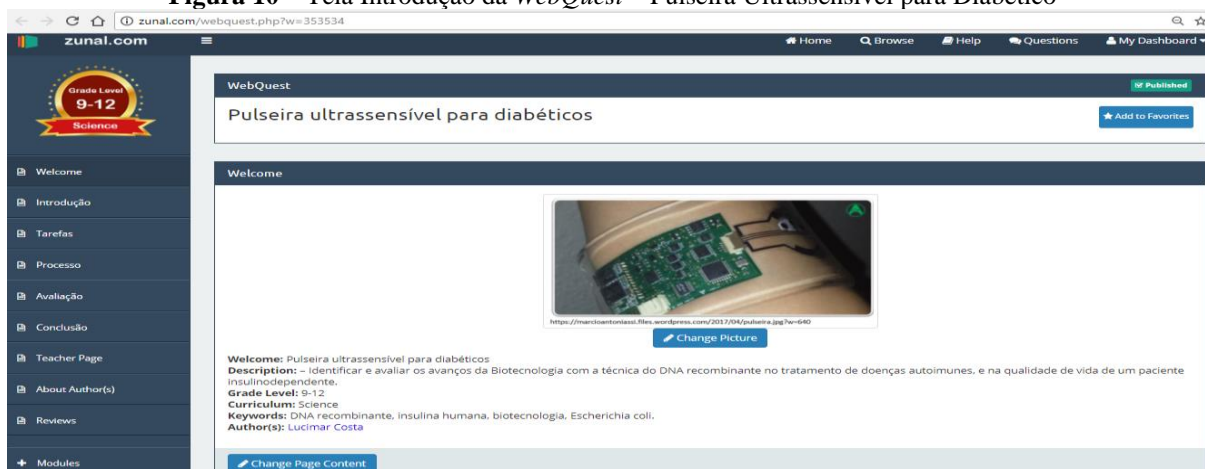 Figura 10 – Tela Introdução da WebQuest – Pulseira Ultrassensível para Diabético
zunal.com/webquest.php?w=353534
zunal.com
Home
Browse
Help
Questions
My Dashboard
Grade Level
9-12
Science
WebQuest
Published
Pulseira ultrassensível para diabéticos
Add to Favorites
Welcome
Introdução
Tarefas
Processo
Avaliação
Conclusão
Teacher Page
About Author(s)
Reviews
Modules
Welcome
https://marcioantoniassi.files.wordpress.com/2017/04/pulseira.jpg?w=640
Change Picture
Welcome: Pulseira ultrassensível para diabéticos
Description: – Identificar e avaliar os avanços da Biotecnologia com a técnica do DNA recombinante no tratamento de doenças autoimunes, e na qualidade de vida de um paciente
insulinodependente.
Grade Level: 9-12
Curriculum: Science
Keywords: DNA recombinante, insulina humana, biotecnologia, Escherichia coli.
Author(s): Lucimar Costa
Change Page Content